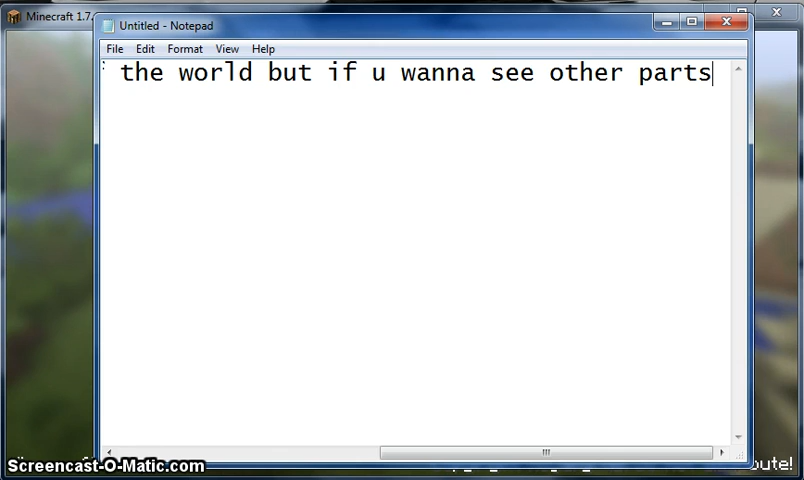 Minecraft 1.7.
Untitled - Notepad
File Edit Format View Help
the world but if u wanna see other parts
Screencast-O-Matic.com